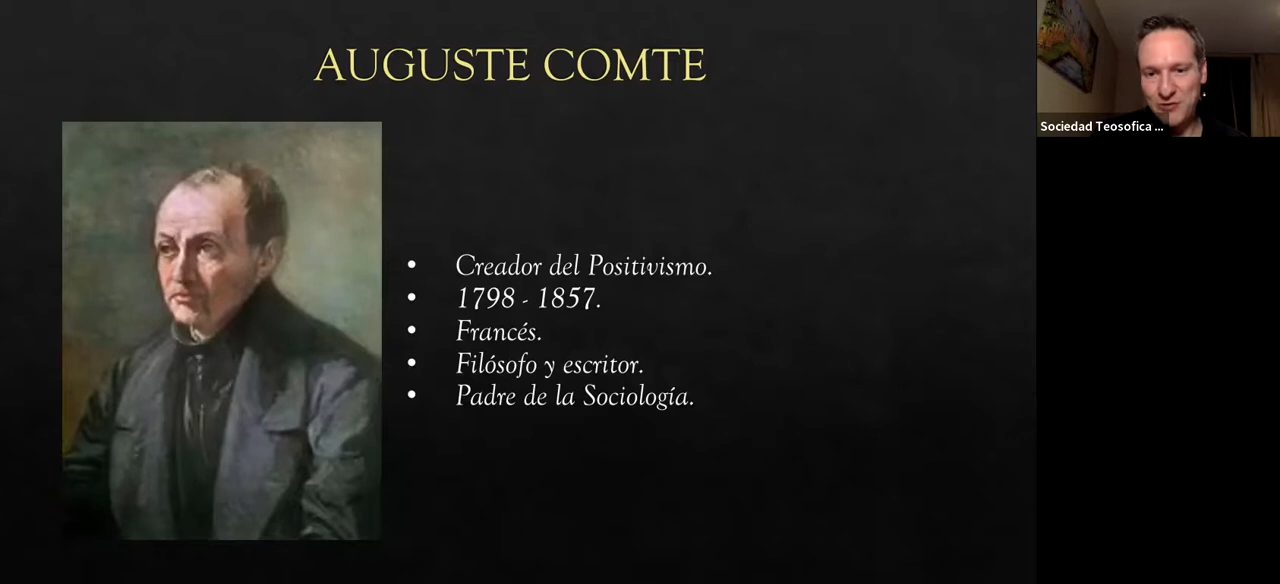 AUGUSTE COMTE
Sociedad Teosofica ...
• Creador del Positivismo.
• 1798 - 1857.
• Francés.
• Filósofo y escritor.
• Padre de la Sociología.